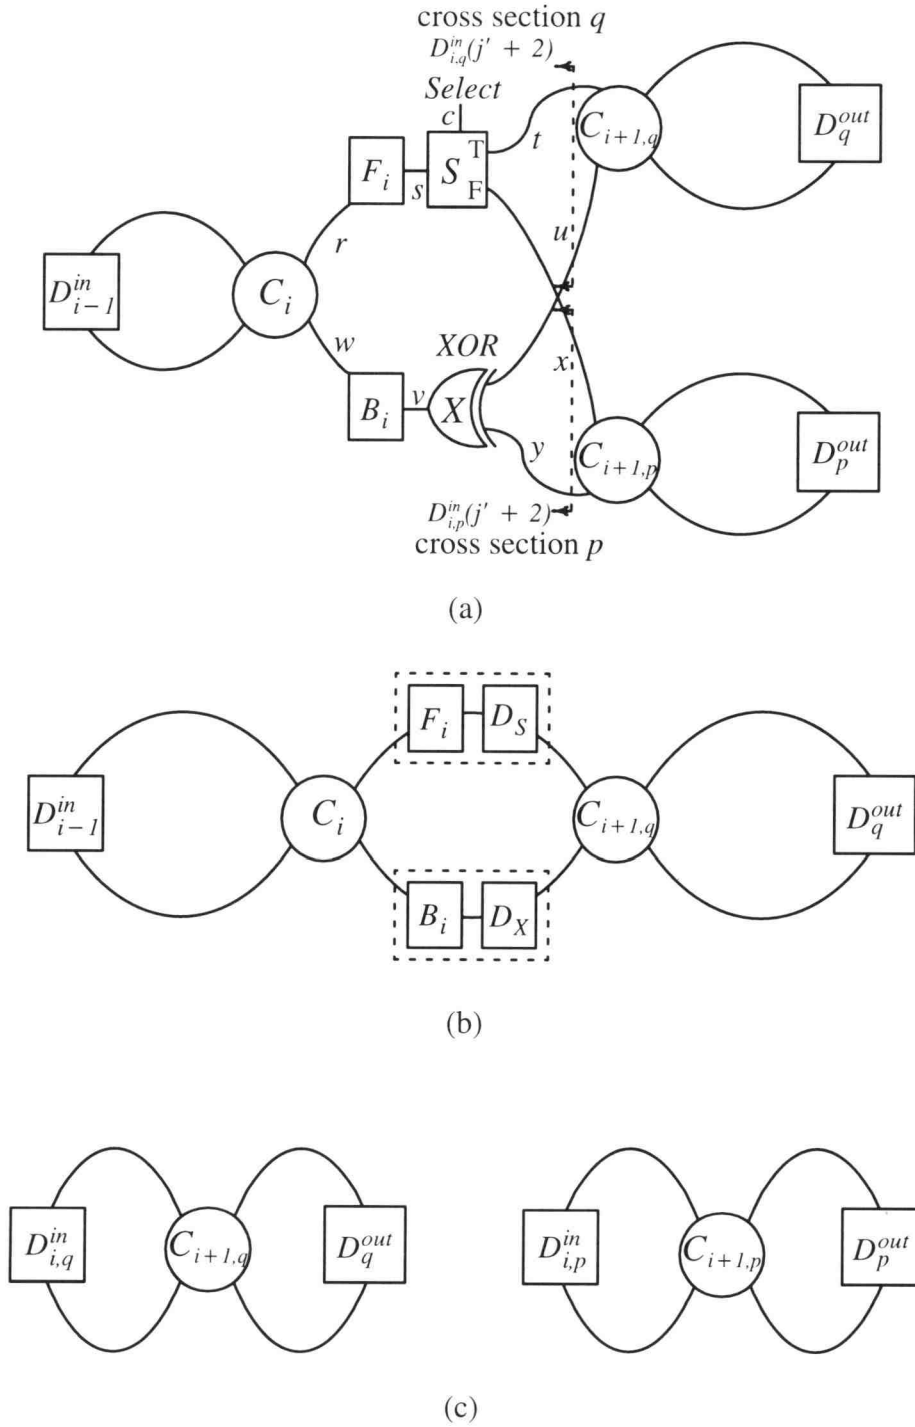 cross section q
D^{in}_{i,q}(j' + 2)
Select
c
T
t
C_{i+1,q}
D^{out}_q
F_i
s
S
F
r
u
D^{in}_{i-1}
C_i
w
XOR
x
B_i
v
X
y
C_{i+1,p}
D^{out}_p
D^{in}_{i,p}(j' + 2)
cross section p
(a)
F_i
D_S
D^{in}_{i-1}
C_i
C_{i+1,q}
D^{out}_q
B_i
D_X
(b)
D^{in}_{i,q}
C_{i+1,q}
D^{out}_q
D^{in}_{i,p}
C_{i+1,p}
D^{out}_p
(c)